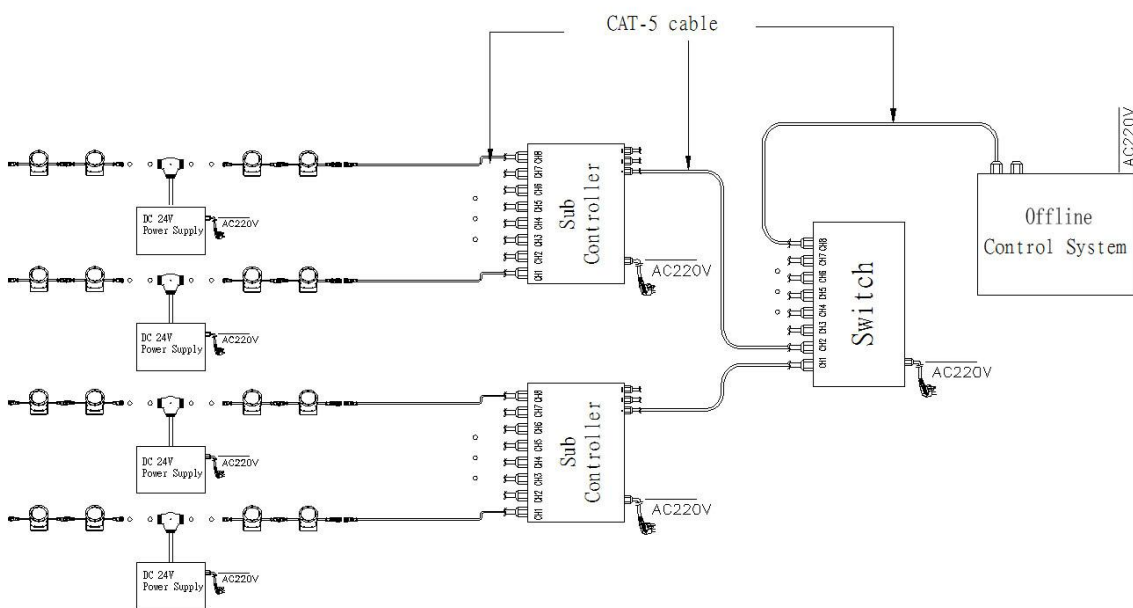 CAT-5 cable
AC220V
Offline
Control System
CH8
CH7
CH6
CH5
CH4
CH3
CH2
CH1
Sub
Controller
AC220V
DC 24V
Power Supply
AC220V
DC 24V
Power Supply
AC220V
CH8
CH7
CH6
CH5
CH4
CH3
CH2
CH1
Switch
AC220V
CH8
CH7
CH6
CH5
CH4
CH3
CH2
CH1
Sub
Controller
AC220V
DC 24V
Power Supply
AC220V
DC 24V
Power Supply
AC220V